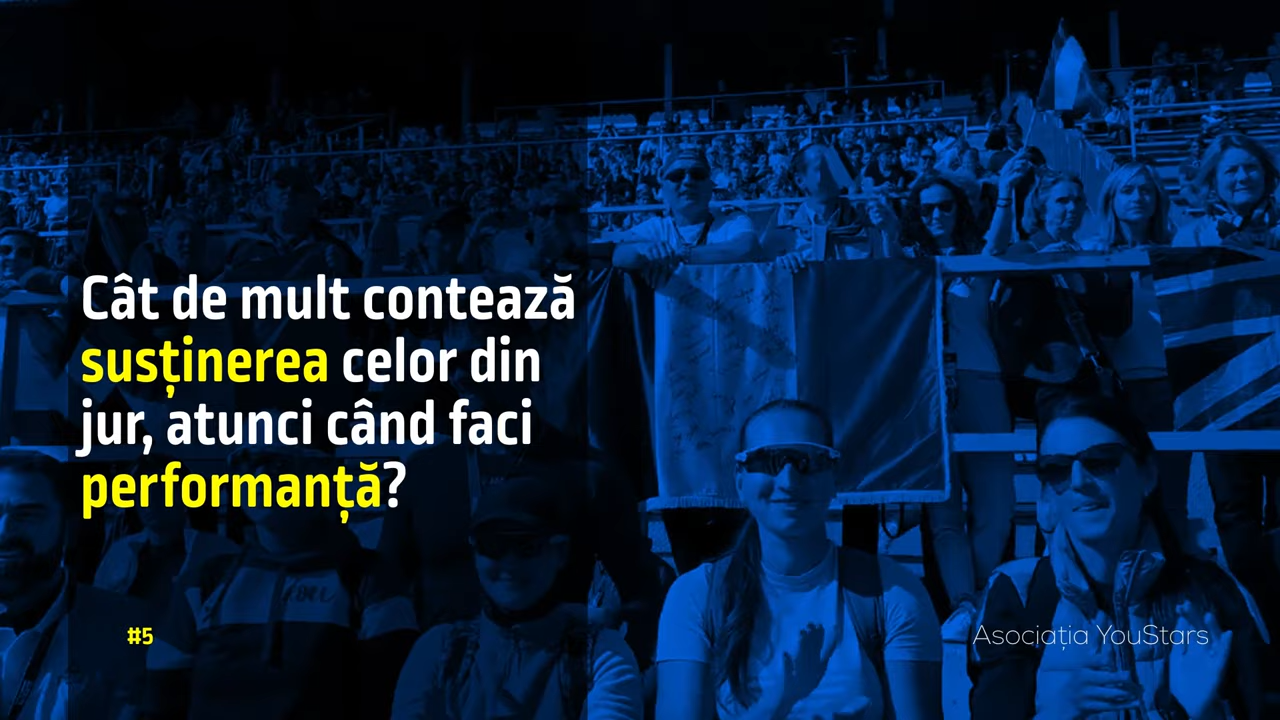 Cât de mult contează
susținerea celor din
jur, atunci când faci
performanță?
#5
Asociația YouStars